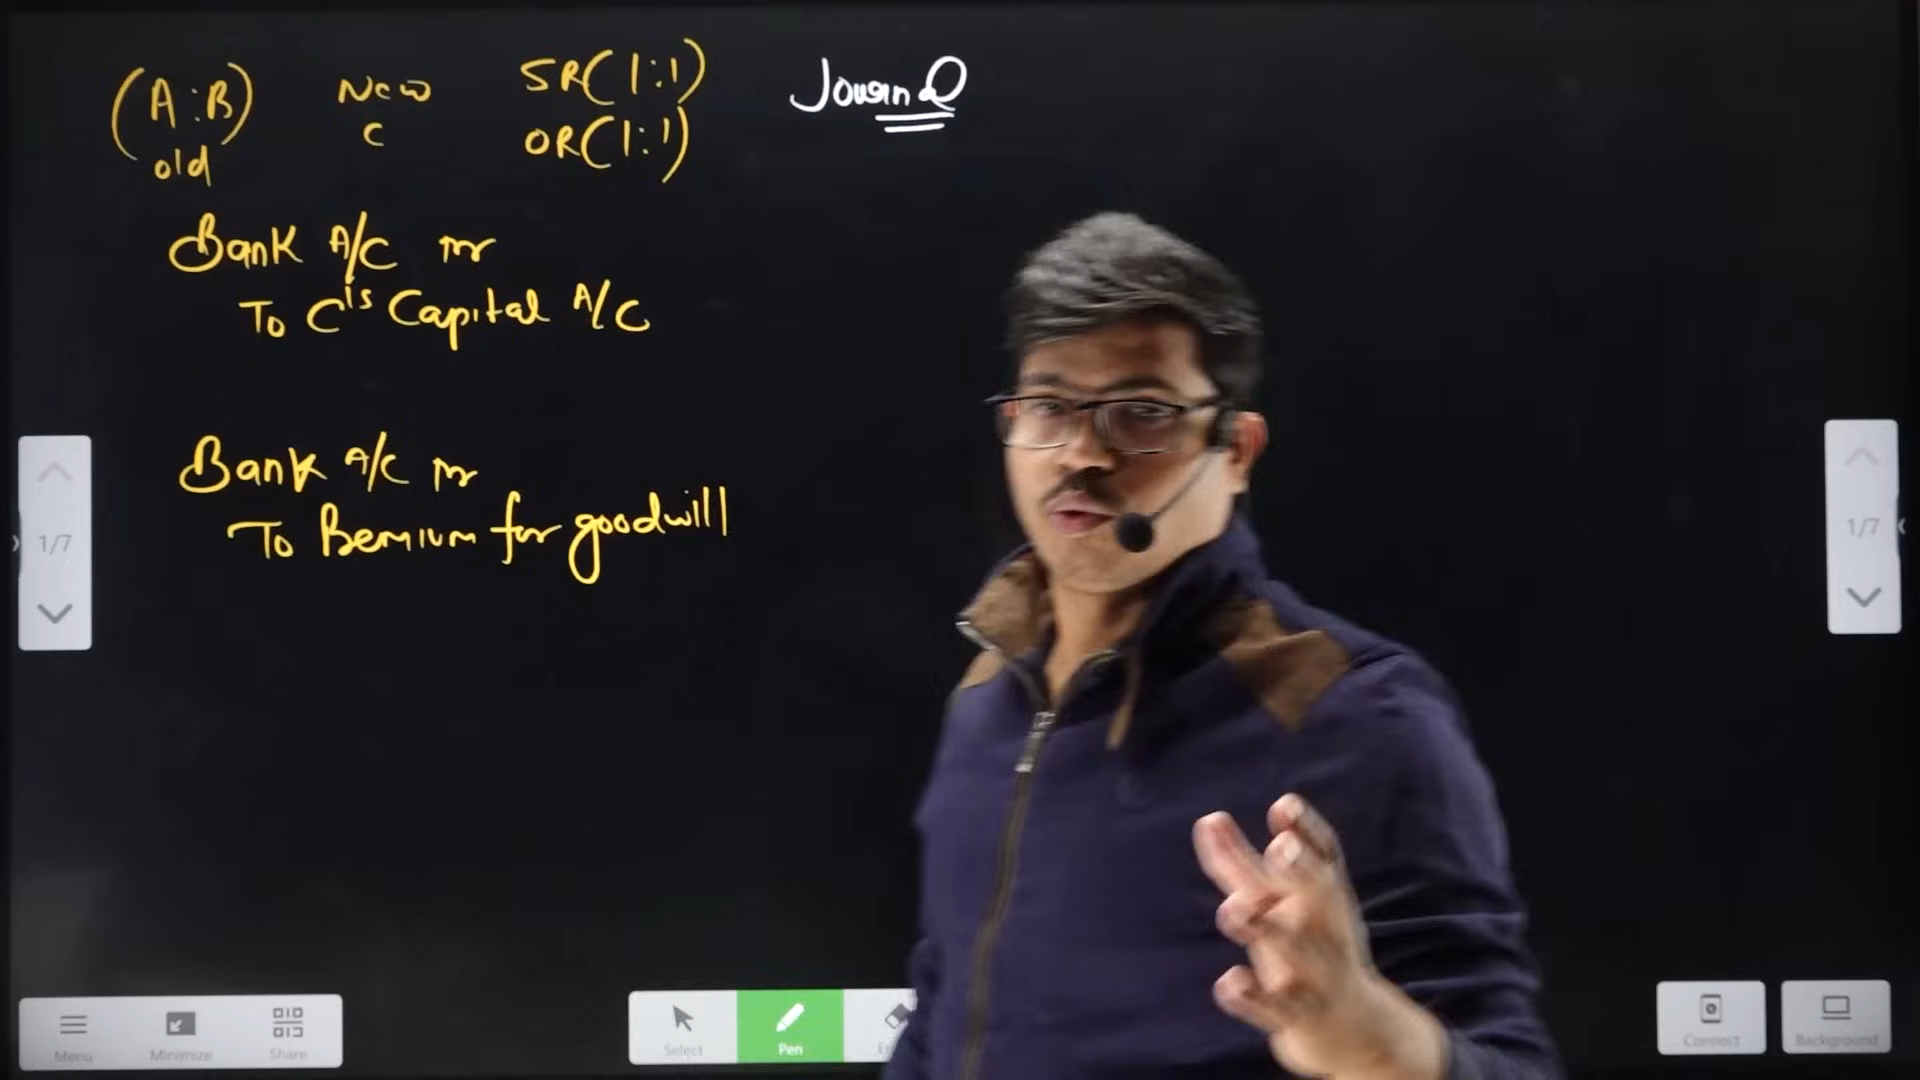 (A:B) New SR(1:1) Journal
old C OR(1:1)
Bank A/C Dr
To C's Capital A/C
Bank A/C Dr
To Premium for goodwill
1/7
1/7
Menu
Minimize
Share
Select
Pen
Connect
Background